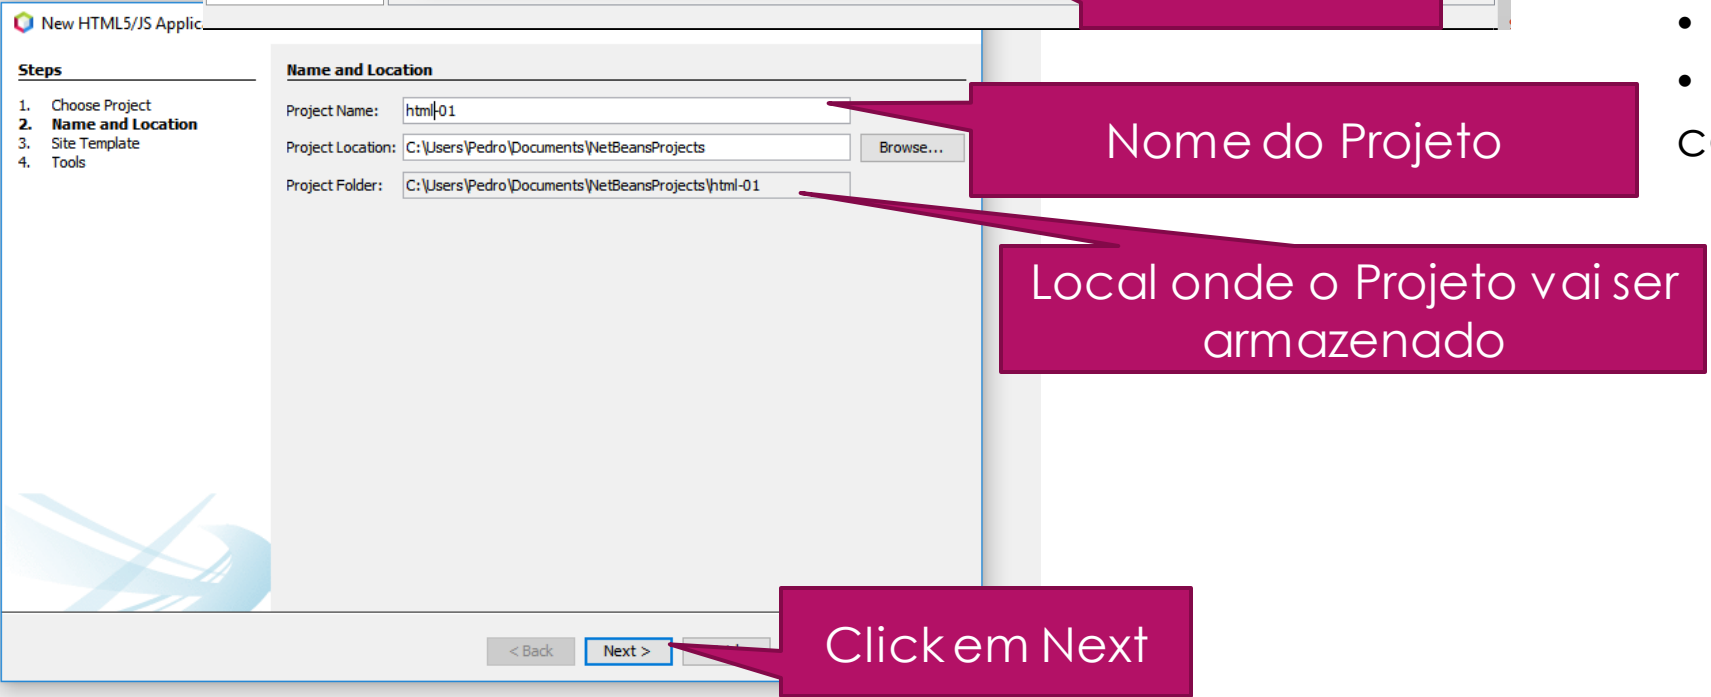 New HTML5/JS Applic
Steps
1. Choose Project
2. Name and Location
3. Site Template
4. Tools
Name and Location
Project Name: html-01
Project Location: C:\Users\Pedro\Documents\NetBeansProjects Browse...
Project Folder: C:\Users\Pedro\Documents\NetBeansProjects\html-01
Nome do Projeto
Local onde o Projeto vai ser
armazenado
< Back Next >
Click em Next